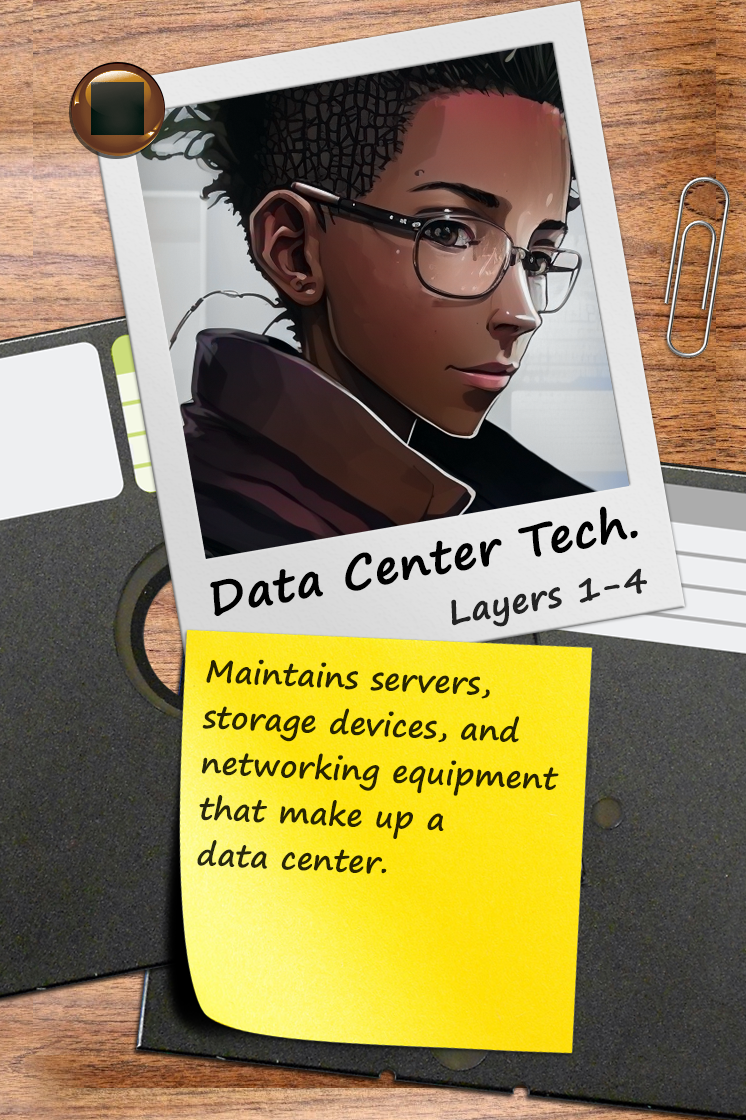 Data Center Tech.
Layers 1-4
Maintains servers,
storage devices, and
networking equipment
that make up a
data center.